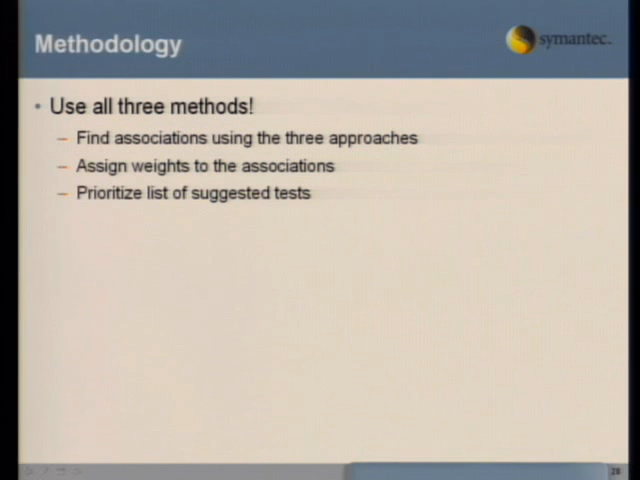 Methodology
symantec.
• Use all three methods!
– Find associations using the three approaches
– Assign weights to the associations
– Prioritize list of suggested tests
28